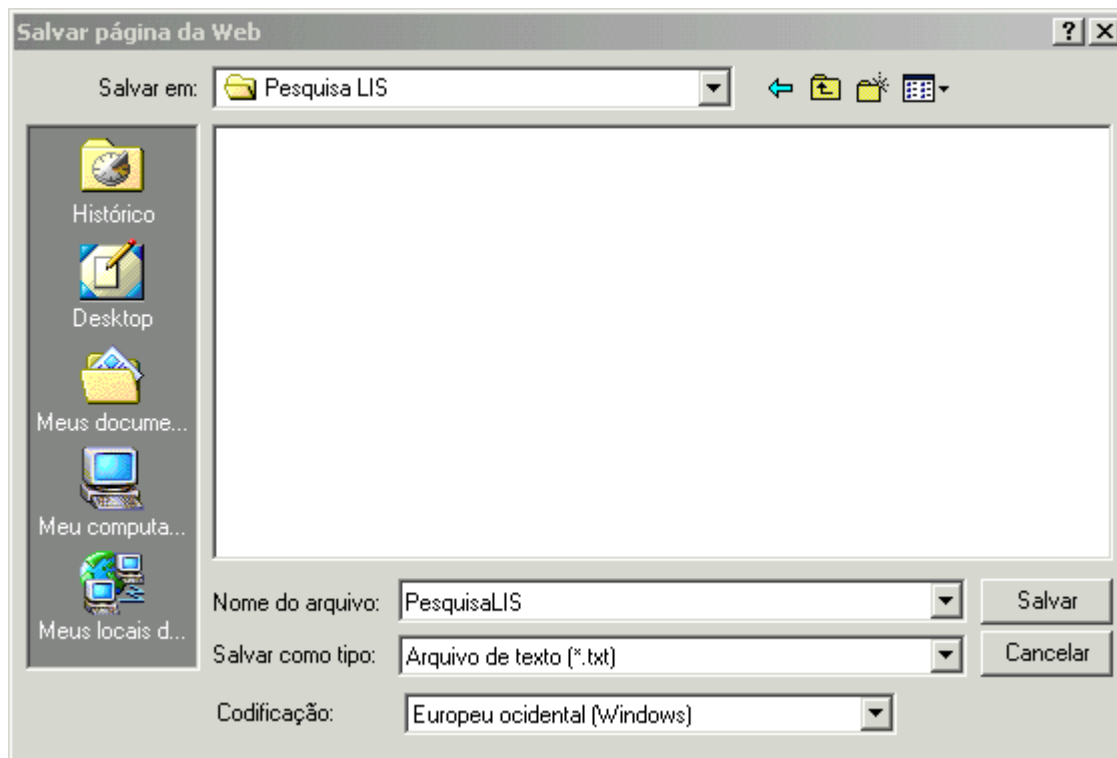 Salvar página da Web
Salvar em: Pesquisa LIS
Histórico
Desktop
Meus docume...
Meu computa...
Meus locais d...
Nome do arquivo: PesquisaLIS Salvar
Salvar como tipo: Arquivo de texto (*.txt) Cancelar
Codificação: Europeu ocidental (Windows)